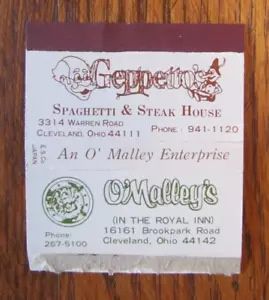 Geppetto's
SPAGHETTI & STEAK HOUSE
3314 WARREN ROAD
CLEVELAND, OHIO 44111
PHONE: 941-1120
An O' Malley Enterprise
O'Malley's
(IN THE ROYAL INN)
16161 Brookpark Road
Cleveland, Ohio 44142
Phone:
267-5100
JAPAN